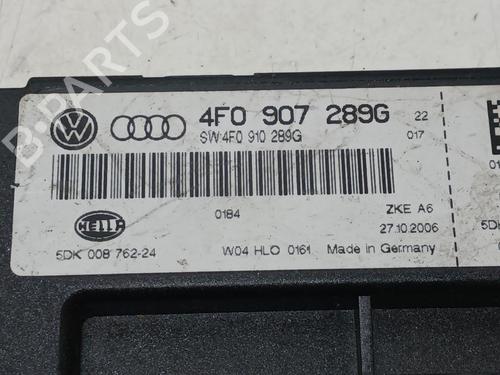 4F0 907 289G 22
SW 4F0 910 289G 017
0184 ZKE A6
HELLA 27.10.2006
5DK 008 762-24 W04 HLO 0161 Made in Germany